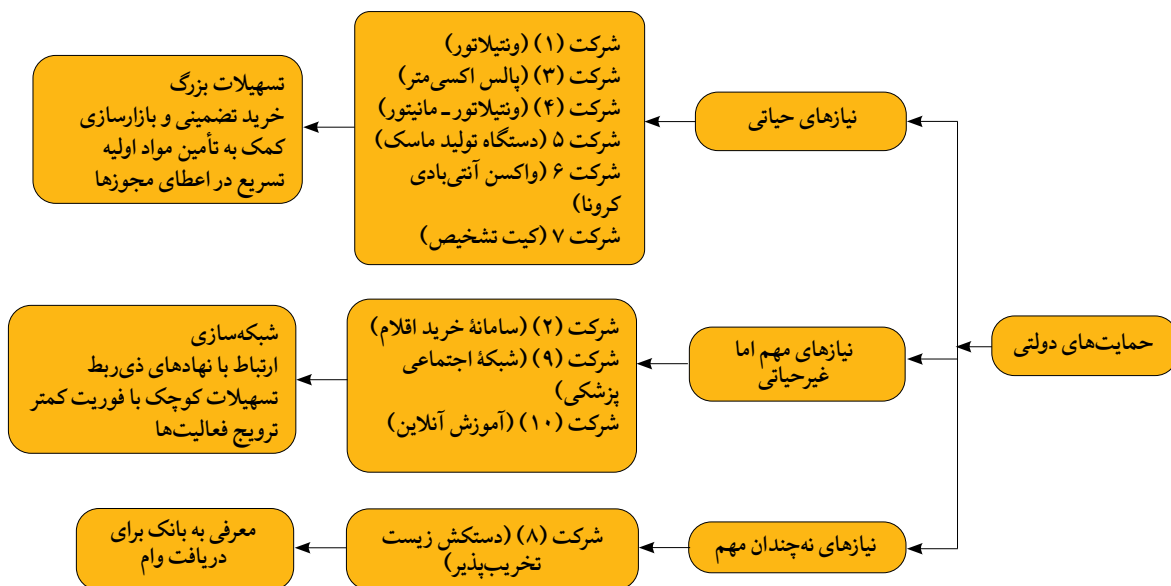 حمایت‌های دولتی
نیازهای حیاتی
شرکت (۱) (ونتیلاتور)
شرکت (۳) (پالس اکسی‌متر)
شرکت (۴) (ونتیلاتور ـ مانیتور)
شرکت ۵ (دستگاه تولید ماسک)
شرکت ۶ (واکسن آنتی‌بادی
کرونا)
شرکت ۷ (کیت تشخیص)
تسهیلات بزرگ
خرید تضمینی و بازارسازی
کمک به تأمین مواد اولیه
تسریع در اعطای مجوزها
نیازهای مهم اما
غیرحیاتی
شرکت (۲) (سامانۀ خرید اقلام)
شرکت (۹) (شبکۀ اجتماعی
پزشکی)
شرکت (۱۰) (آموزش آنلاین)
شبکه‌سازی
ارتباط با نهادهای ذی‌ربط
تسهیلات کوچک با فوریت کمتر
ترویج فعالیت‌ها
نیازهای نه‌چندان مهم
شرکت (۸) (دستکش زیست
تخریب‌پذیر)
معرفی به بانک برای
دریافت وام